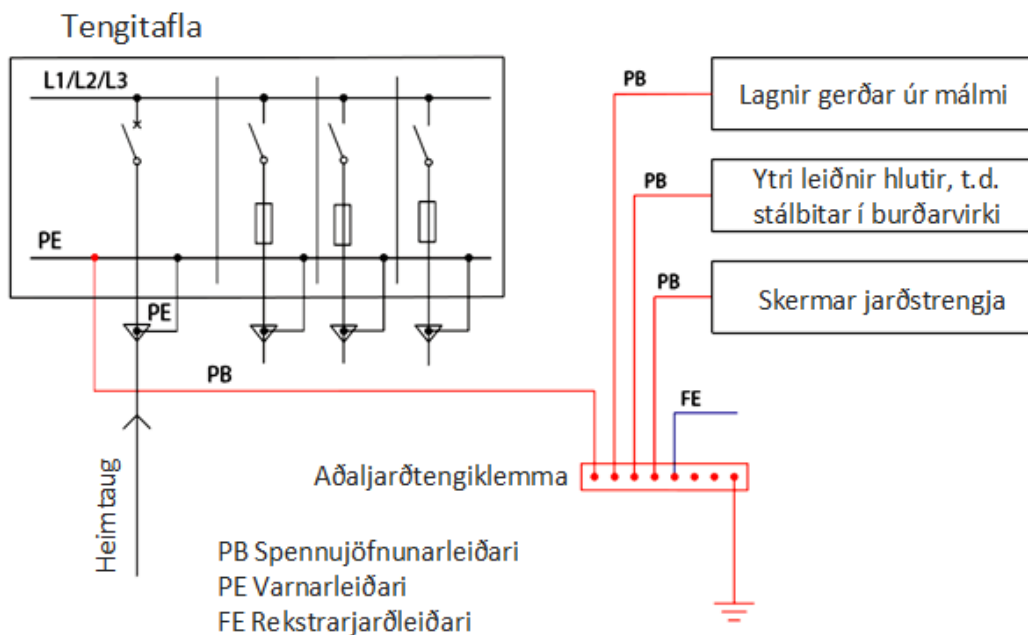 Tengitafla
L1/L2/L3
PE
PE
PB
Heimtaug
PB
Lagnir gerðar úr málmi
PB
Ytri leiðnir hlutir, t.d.
stálbitar í burðarvirki
PB
Skermar jarðstrengja
FE
Aðaljarðtengiklemma
PB Spennujöfnunarleiðari
PE Varnarleiðari
FE Rekstrarjarðleiðari